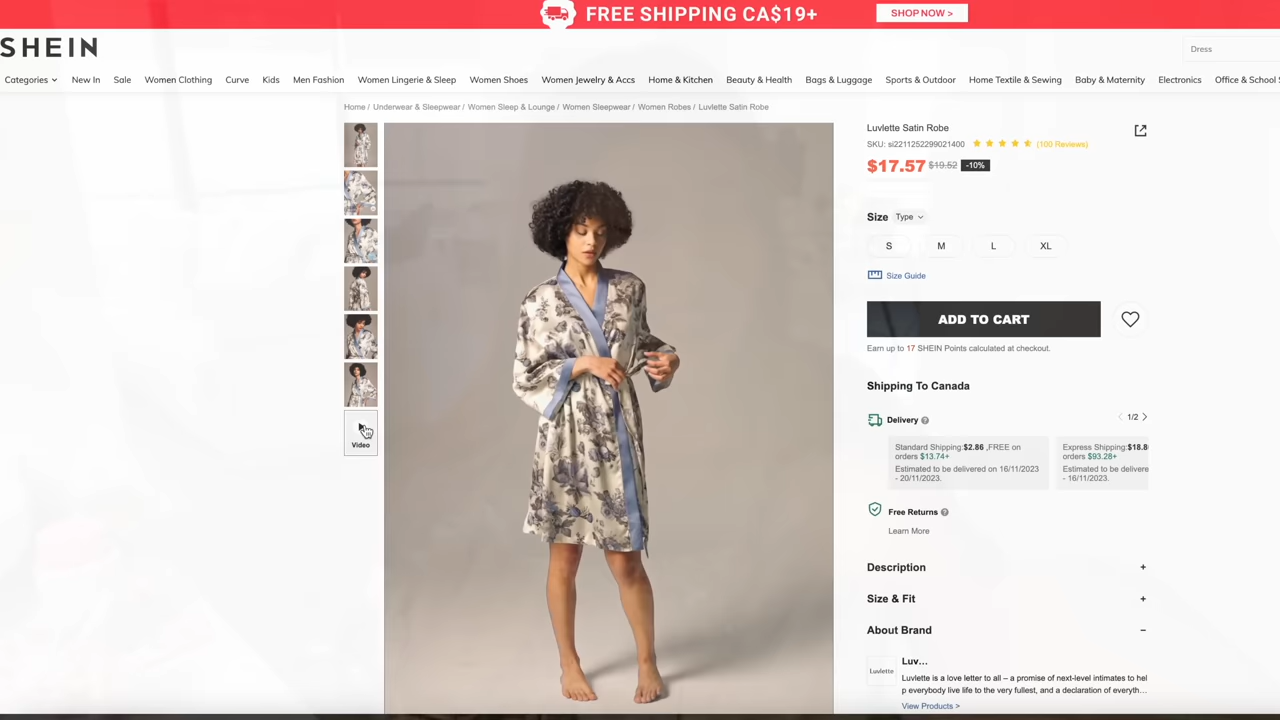 FREE SHIPPING CA$19+
SHOP NOW >
SHEIN
Dress
Categories New In Sale Women Clothing Curve Kids Men Fashion Women Lingerie & Sleep Women Shoes Women Jewelry & Accs Home & Kitchen Beauty & Health Bags & Luggage Sports & Outdoor Home Textile & Sewing Baby & Maternity Electronics Office & School S
Home / Underwear & Sleepwear / Women Sleep & Lounge / Women Sleepwear / Women Robes / Luvlette Satin Robe
Luvlette Satin Robe
SKU: si2211252299021400 (100 Reviews)
$17.57 $19.52 -10%
Size Type
S M L XL
Size Guide
ADD TO CART
Earn up to 17 SHEIN Points calculated at checkout.
Shipping To Canada
Delivery ? < 1/2 >
Standard Shipping:$2.86 ,FREE on
orders $13.74+
Estimated to be delivered on 16/11/2023
- 20/11/2023.
Express Shipping:$18.8
orders $93.28+
Estimated to be delivere
- 16/11/2023.
Free Returns ?
Learn More
Description +
Size & Fit +
About Brand −
Luvlette
Luv...
Luvlette is a love letter to all – a promise of next-level intimates to hel
p everybody live life to the very fullest, and a declaration of everyth...
View Products >
Video